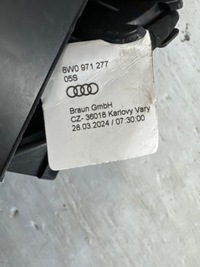 8W0 971 277
05S
Braun GmbH
CZ- 36018 Karlovy Vary
28.03.2024 / 07:30:00